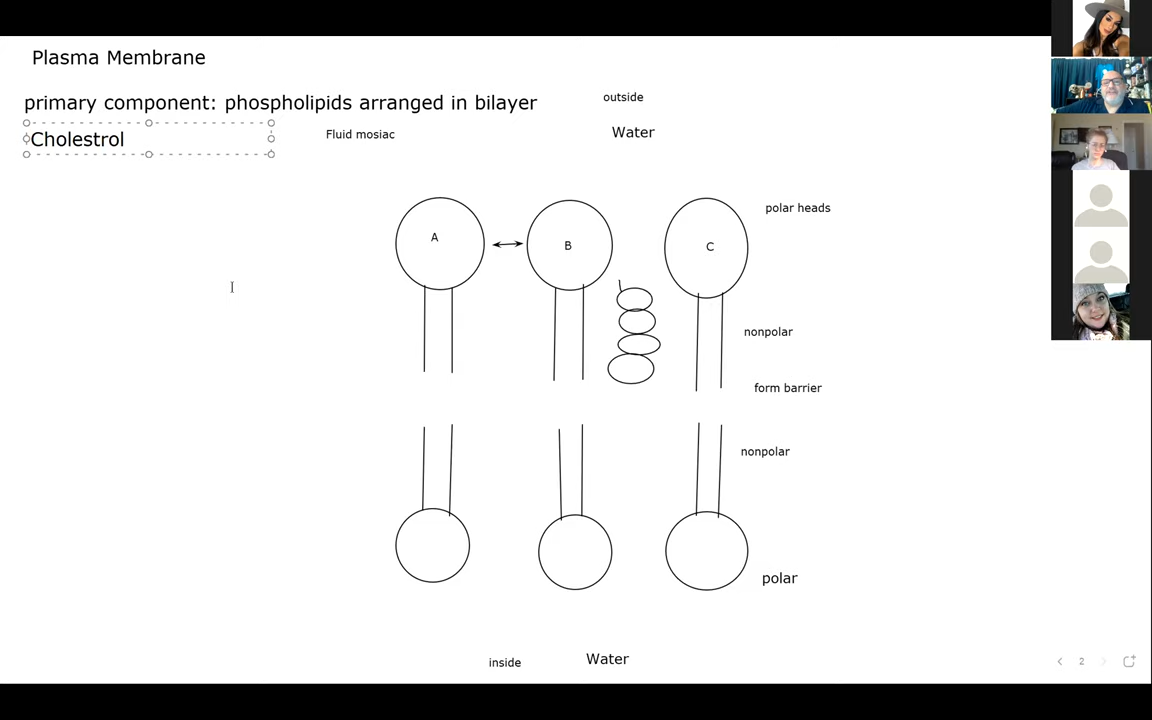 Plasma Membrane
primary component: phospholipids arranged in bilayer
outside
Cholestrol
Fluid mosiac
Water
polar heads
A
B
C
nonpolar
form barrier
nonpolar
polar
inside
Water
2